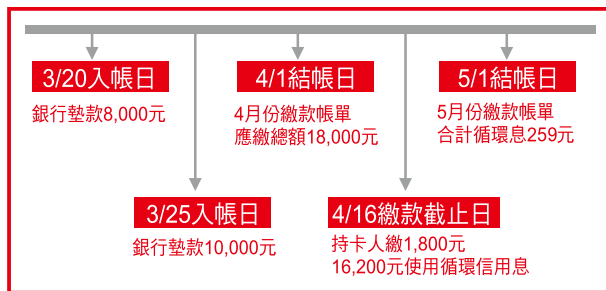 3/20入帳日
銀行墊款8,000元
4/1結帳日
4月份繳款帳單
應繳總額18,000元
5/1結帳日
5月份繳款帳單
合計循環息259元
3/25入帳日
銀行墊款10,000元
4/16繳款截止日
持卡人繳1,800元
16,200元使用循環信用息